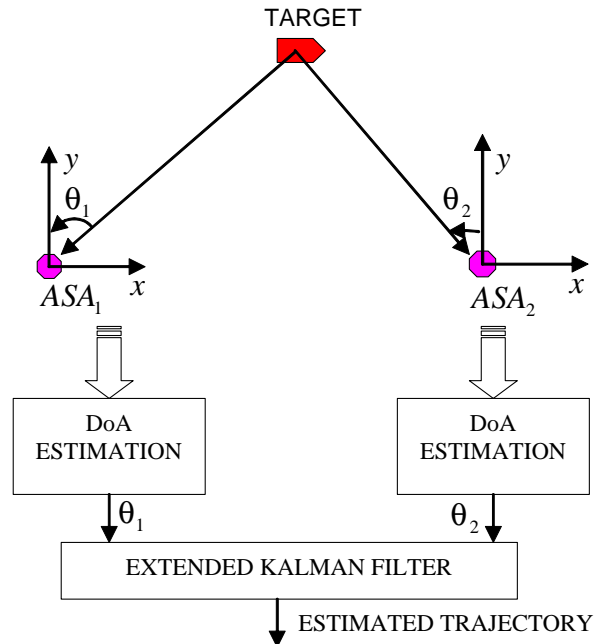 TARGET
y
θ1
x
ASA1
y
θ2
x
ASA2
DoA
ESTIMATION
DoA
ESTIMATION
θ1
θ2
EXTENDED KALMAN FILTER
ESTIMATED TRAJECTORY